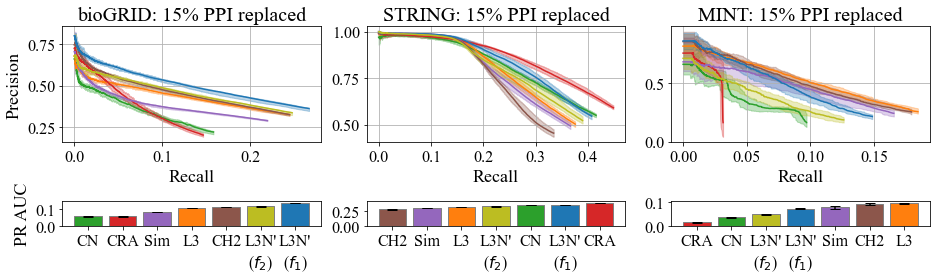 bioGRID: 15% PPI replaced
STRING: 15% PPI replaced
MINT: 15% PPI replaced
Precision
0.75
0.50
0.25
0.0
0.1
0.2
Recall
1.00
0.75
0.50
0.0
0.1
0.2
0.3
0.4
Recall
0.5
0.0
0.00
0.05
0.10
0.15
Recall
PR AUC
0.1
0.0
CN CRA Sim L3 CH2 L3N' L3N'
(f₂) (f₁)
0.25
0.00
CH2 Sim L3 L3N' CN L3N' CRA
(f₂) (f₁)
0.1
0.0
CRA CN L3N' L3N' Sim CH2 L3
(f₂) (f₁)